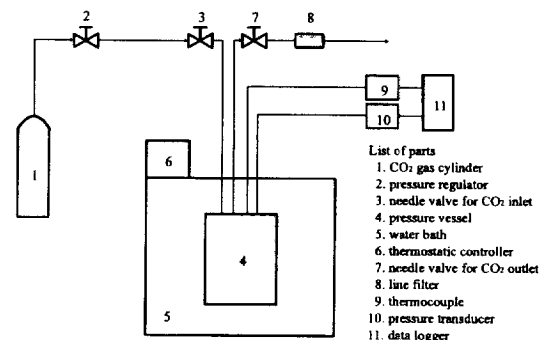 2
3
7
8
9
10
11
6
1
4
5
List of parts
1. CO₂ gas cylinder
2. pressure regulator
3. needle valve for CO₂ inlet
4. pressure vessel
5. water bath
6. thermostatic controller
7. needle valve for CO₂ outlet
8. line filter
9. thermocouple
10. pressure transducer
11. data logger